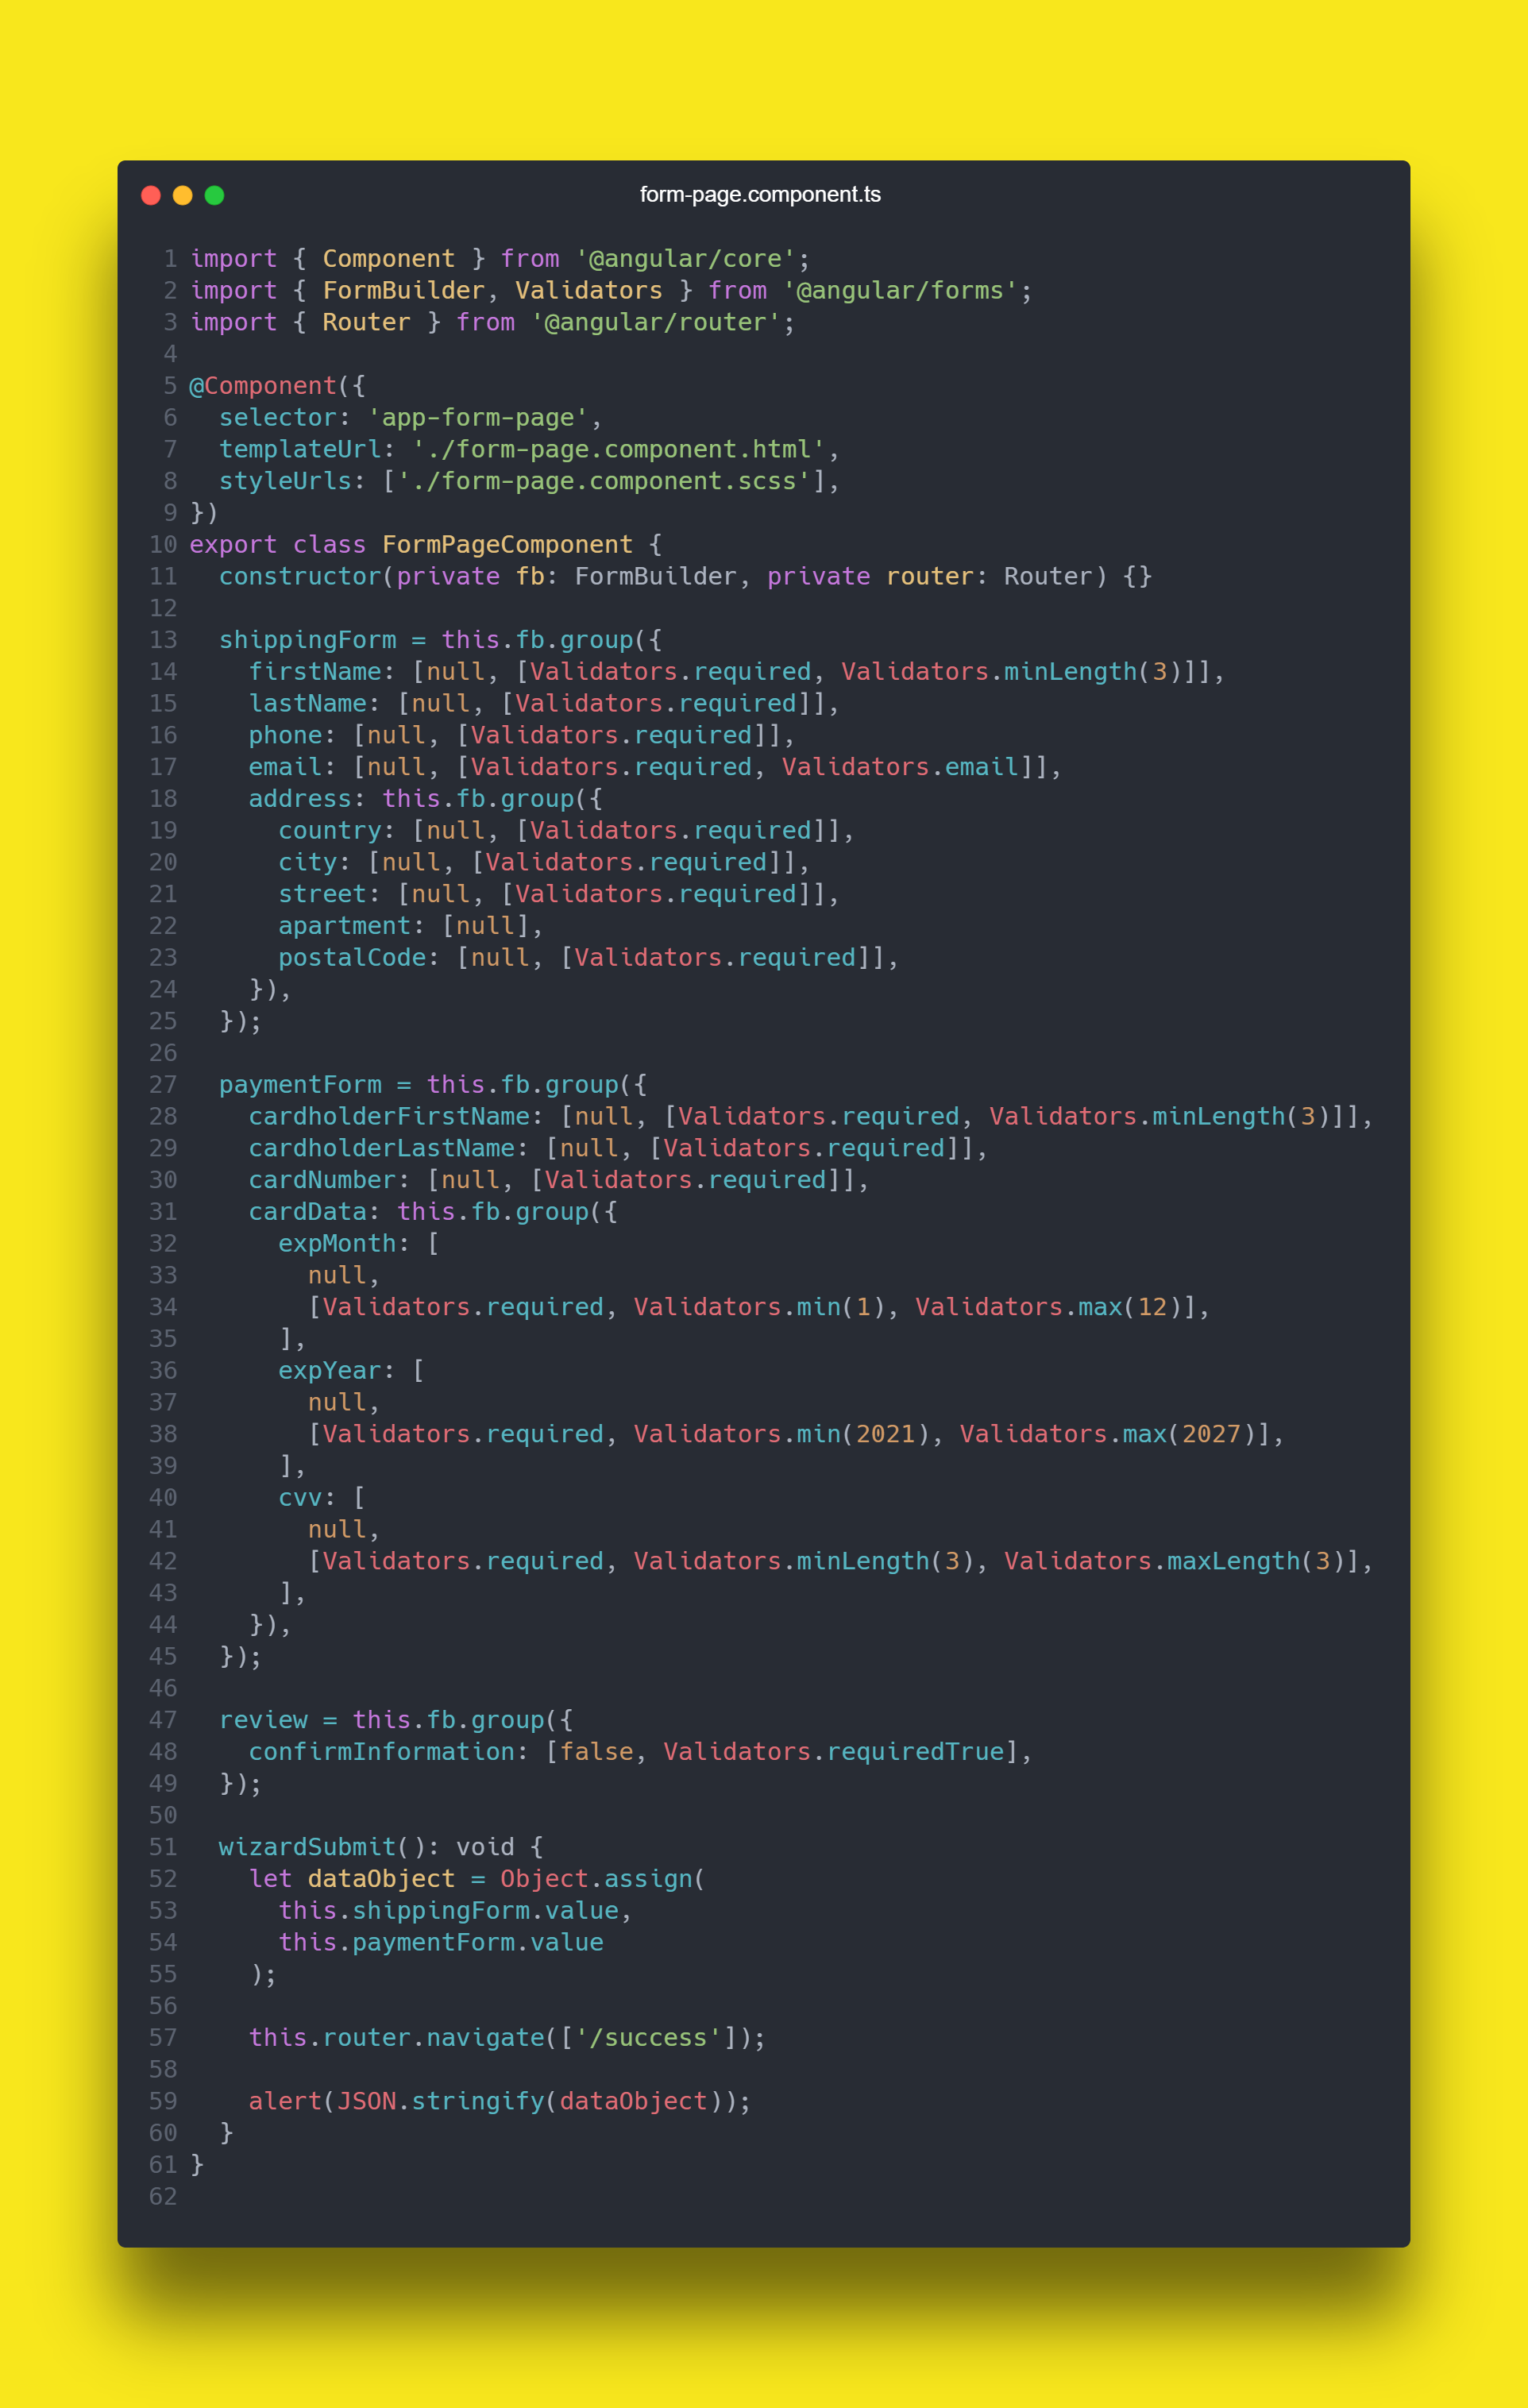 form-page.component.ts
1 import { Component } from '@angular/core';
2 import { FormBuilder, Validators } from '@angular/forms';
3 import { Router } from '@angular/router';
4
5 @Component({
6   selector: 'app-form-page',
7   templateUrl: './form-page.component.html',
8   styleUrls: ['./form-page.component.scss'],
9 })
10 export class FormPageComponent {
11   constructor(private fb: FormBuilder, private router: Router) {}
12
13   shippingForm = this.fb.group({
14     firstName: [null, [Validators.required, Validators.minLength(3)]],
15     lastName: [null, [Validators.required]],
16     phone: [null, [Validators.required]],
17     email: [null, [Validators.required, Validators.email]],
18     address: this.fb.group({
19       country: [null, [Validators.required]],
20       city: [null, [Validators.required]],
21       street: [null, [Validators.required]],
22       apartment: [null],
23       postalCode: [null, [Validators.required]],
24     }),
25   });
26
27   paymentForm = this.fb.group({
28     cardholderFirstName: [null, [Validators.required, Validators.minLength(3)]],
29     cardholderLastName: [null, [Validators.required]],
30     cardNumber: [null, [Validators.required]],
31     cardData: this.fb.group({
32       expMonth: [
33         null,
34         [Validators.required, Validators.min(1), Validators.max(12)],
35       ],
36       expYear: [
37         null,
38         [Validators.required, Validators.min(2021), Validators.max(2027)],
39       ],
40       cvv: [
41         null,
42         [Validators.required, Validators.minLength(3), Validators.maxLength(3)],
43       ],
44     }),
45   });
46
47   review = this.fb.group({
48     confirmInformation: [false, Validators.requiredTrue],
49   });
50
51   wizardSubmit(): void {
52     let dataObject = Object.assign(
53       this.shippingForm.value,
54       this.paymentForm.value
55     );
56
57     this.router.navigate(['/success']);
58
59     alert(JSON.stringify(dataObject));
60   }
61 }
62